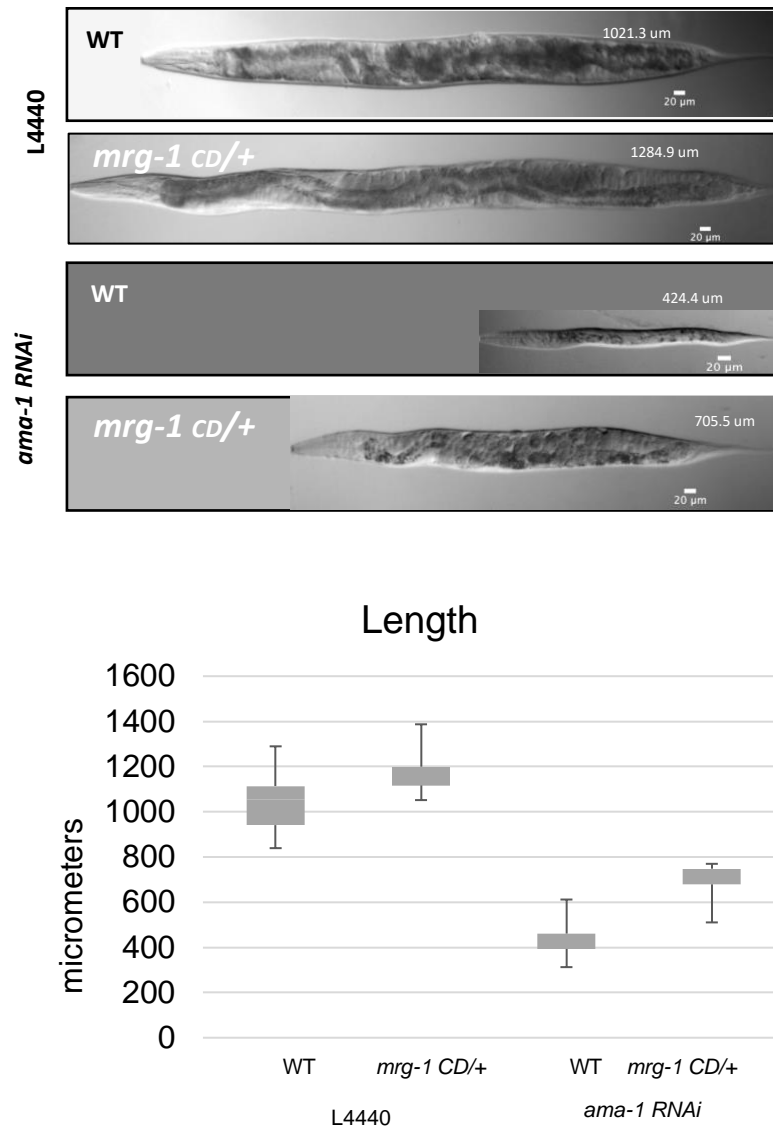 L4440
WT
1021.3 um
20 µm
mrg-1 CD/+
1284.9 um
20 µm
ama-1 RNAi
WT
424.4 um
20 µm
mrg-1 CD/+
705.5 um
20 µm
Length
micrometers
1600
1400
1200
1000
800
600
400
200
0
WT mrg-1 CD/+ WT mrg-1 CD/+
L4440 ama-1 RNAi